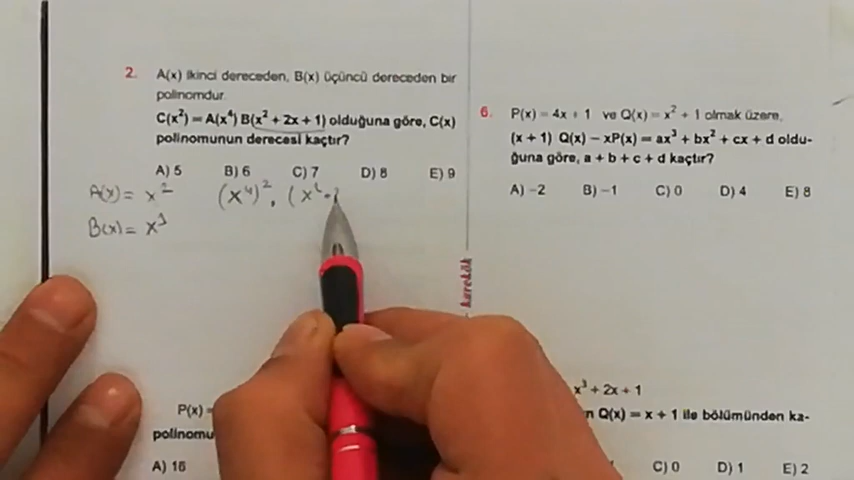 2. A(x) ikinci dereceden, B(x) üçüncü dereceden bir
polinomdur.
C(x²) = A(x⁴) B(x² + 2x + 1) olduğuna göre, C(x)
polinomunun derecesi kaçtır?
A) 5 B) 6 C) 7 D) 8 E) 9
A(x) = x²
B(x) = x³
(x⁴)² . (x²
P(x) =
polinomu
A) 16
6. P(x) = 4x + 1 ve Q(x) = x² + 1 olmak üzere,
(x + 1) Q(x) – xP(x) = ax³ + bx² + cx + d oldu-
ğuna göre, a + b + c + d kaçtır?
A) –2 B) –1 C) 0 D) 4 E) 8
karekök
x³ + 2x + 1
n Q(x) = x + 1 ile bölümünden ka-
C) 0 D) 1 E) 2